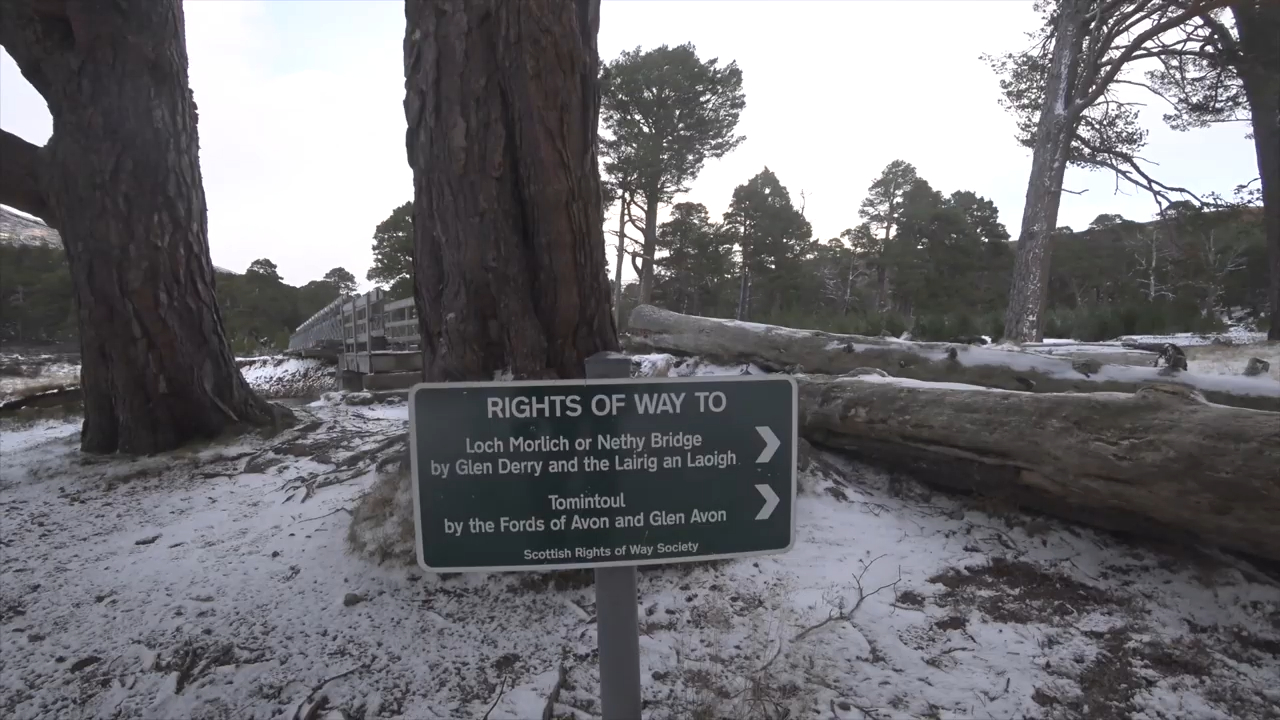 RIGHTS OF WAY TO
Loch Morlich or Nethy Bridge
by Glen Derry and the Lairig an Laoigh
Tomintoul
by the Fords of Avon and Glen Avon
Scottish Rights of Way Society